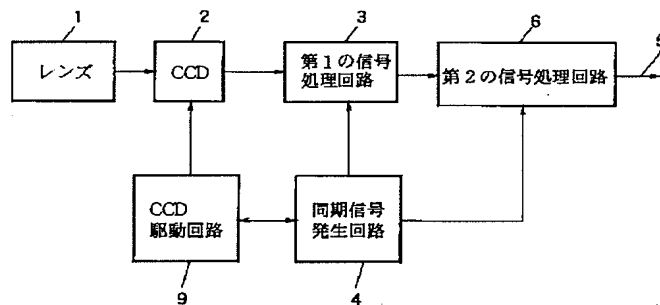 1
2
3
6
5
レンズ
CCD
第1の信号
処理回路
第2の信号処理回路
CCD
駆動回路
同期信号
発生回路
9
4